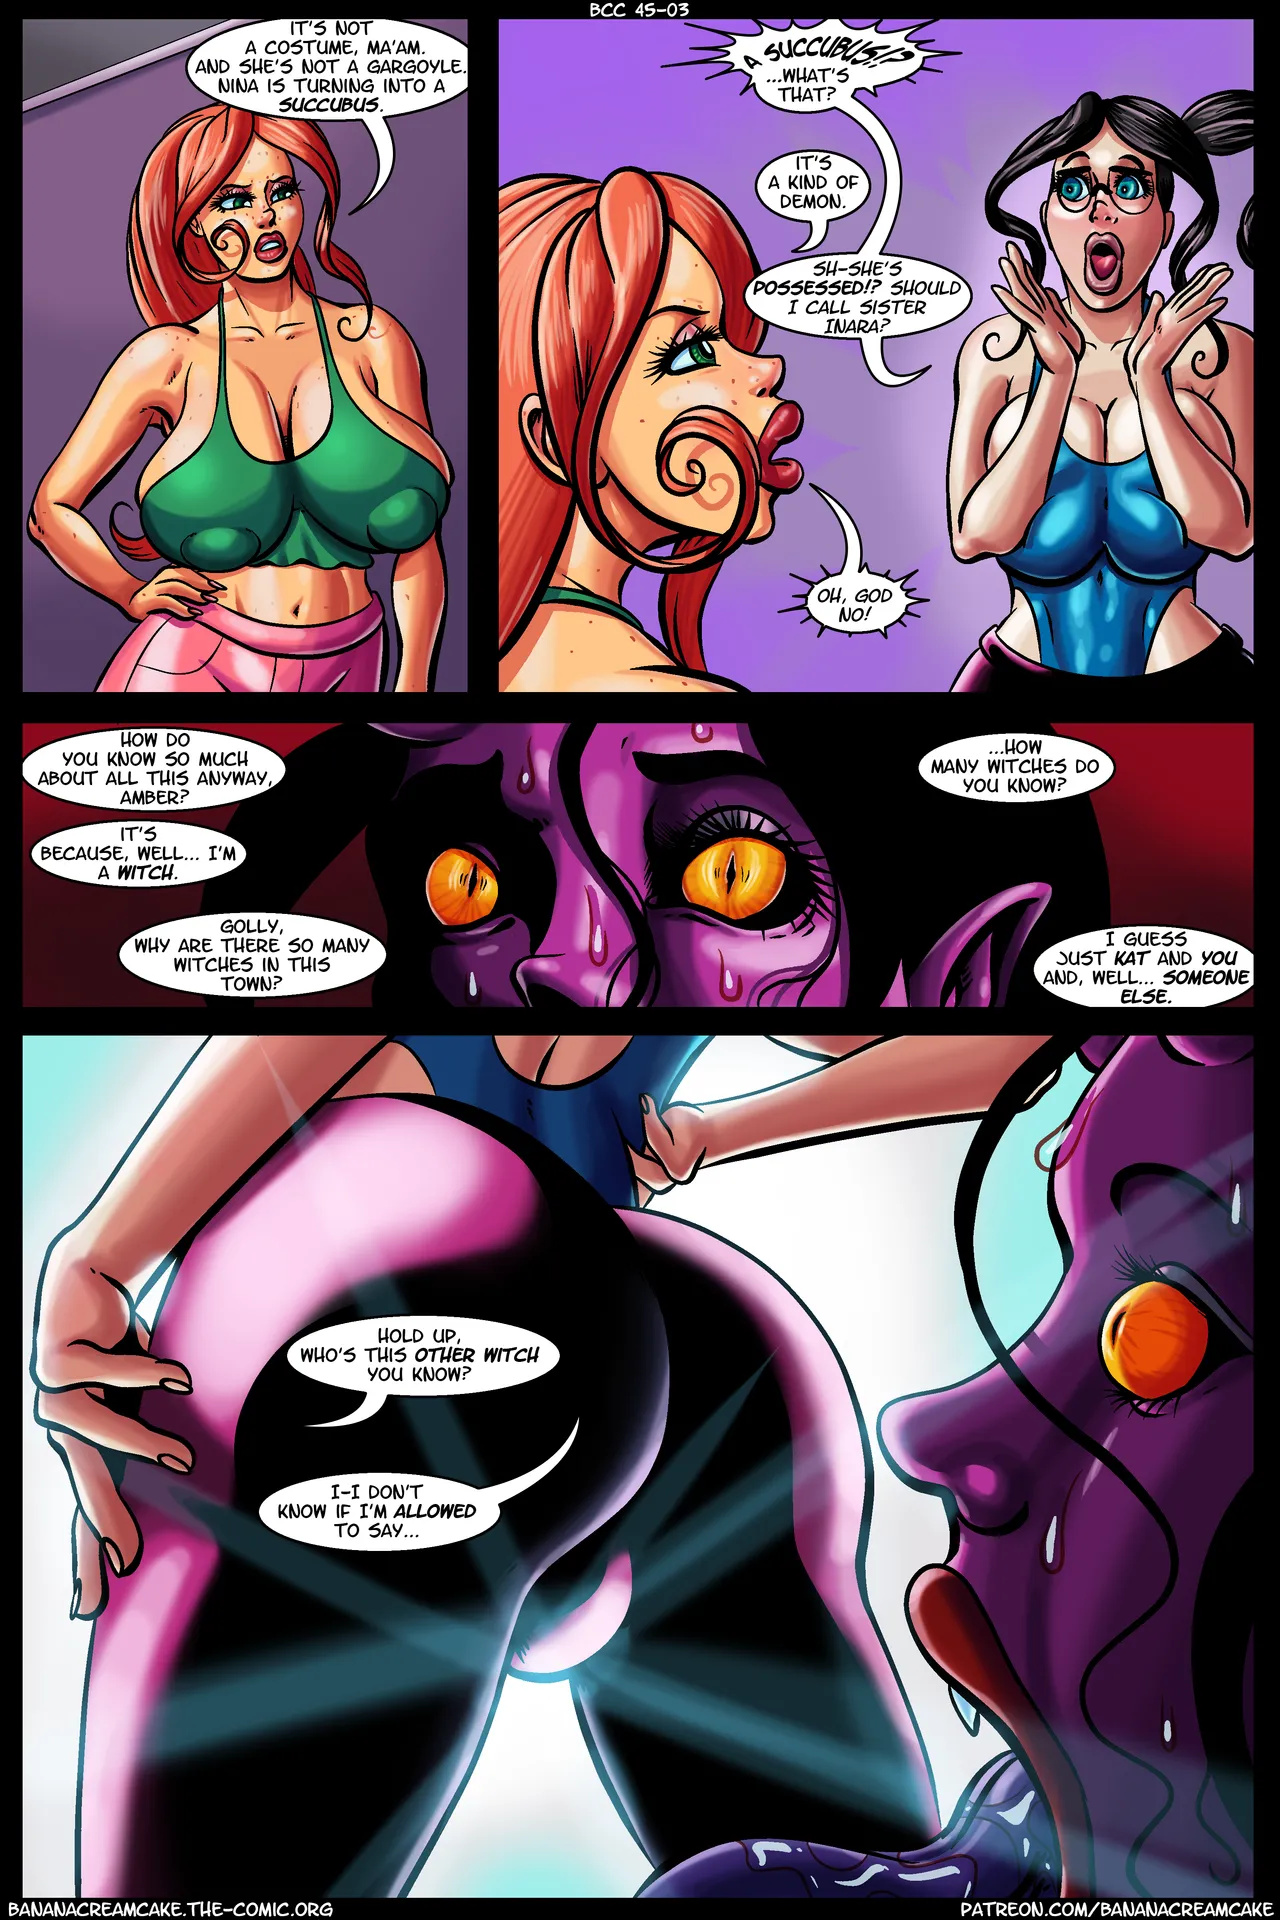 BCC 45-03
IT'S NOT
A COSTUME, MA'AM.
AND SHE'S NOT A GARGOYLE.
NINA IS TURNING INTO A
SUCCUBUS.
A SUCCUBUS!!?
...WHAT'S
THAT?
IT'S
A KIND OF
DEMON.
SH-SHE'S
POSSESSED!? SHOULD
I CALL SISTER
INARA?
OH, GOD
NO!
HOW DO
YOU KNOW SO MUCH
ABOUT ALL THIS ANYWAY,
AMBER?
IT'S
BECAUSE, WELL... I'M
A WITCH.
GOLLY,
WHY ARE THERE SO MANY
WITCHES IN THIS
TOWN?
...HOW
MANY WITCHES DO
YOU KNOW?
I GUESS
JUST KAT AND YOU
AND, WELL... SOMEONE
ELSE.
HOLD UP,
WHO'S THIS OTHER WITCH
YOU KNOW?
I-I DON'T
KNOW IF I'M ALLOWED
TO SAY...
BANANACREAMCAKE.THE-COMIC.ORG
PATREON.COM/BANANACREAMCAKE